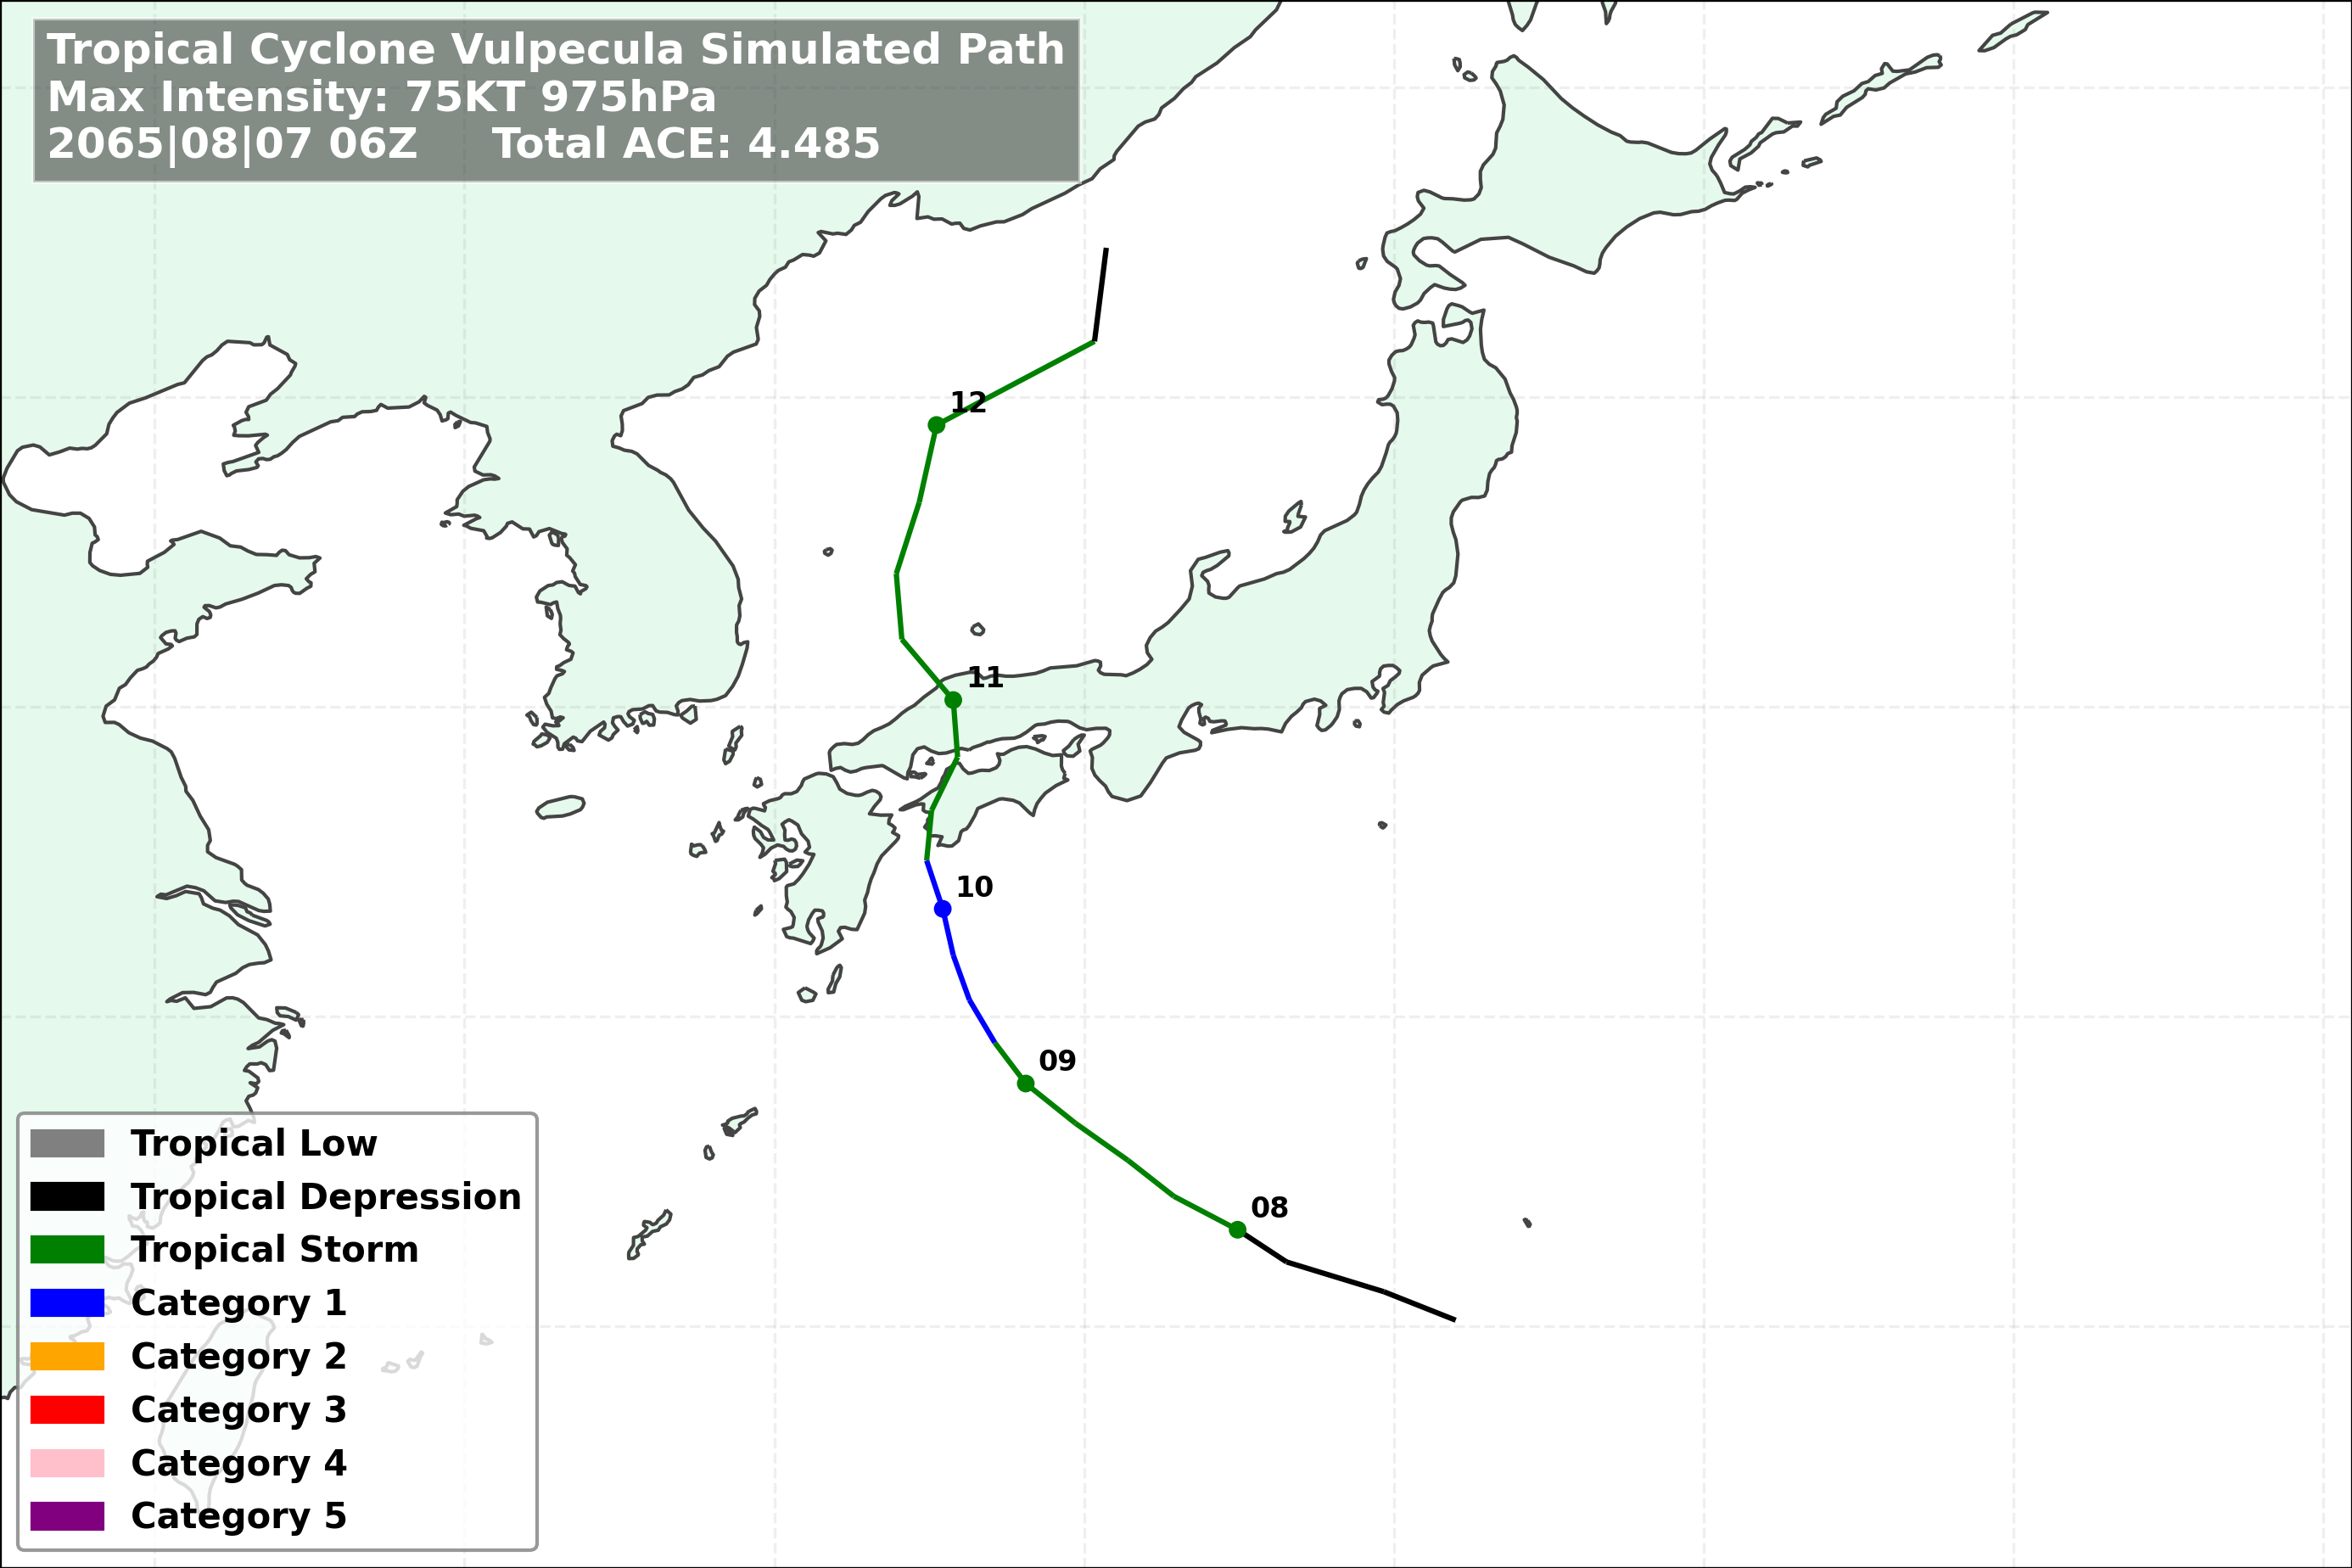 Tropical Cyclone Vulpecula Simulated Path
Max Intensity: 75KT 975hPa
2065|08|07 06Z     Total ACE: 4.485
12
11
10
09
08
Tropical Low
Tropical Depression
Tropical Storm
Category 1
Category 2
Category 3
Category 4
Category 5